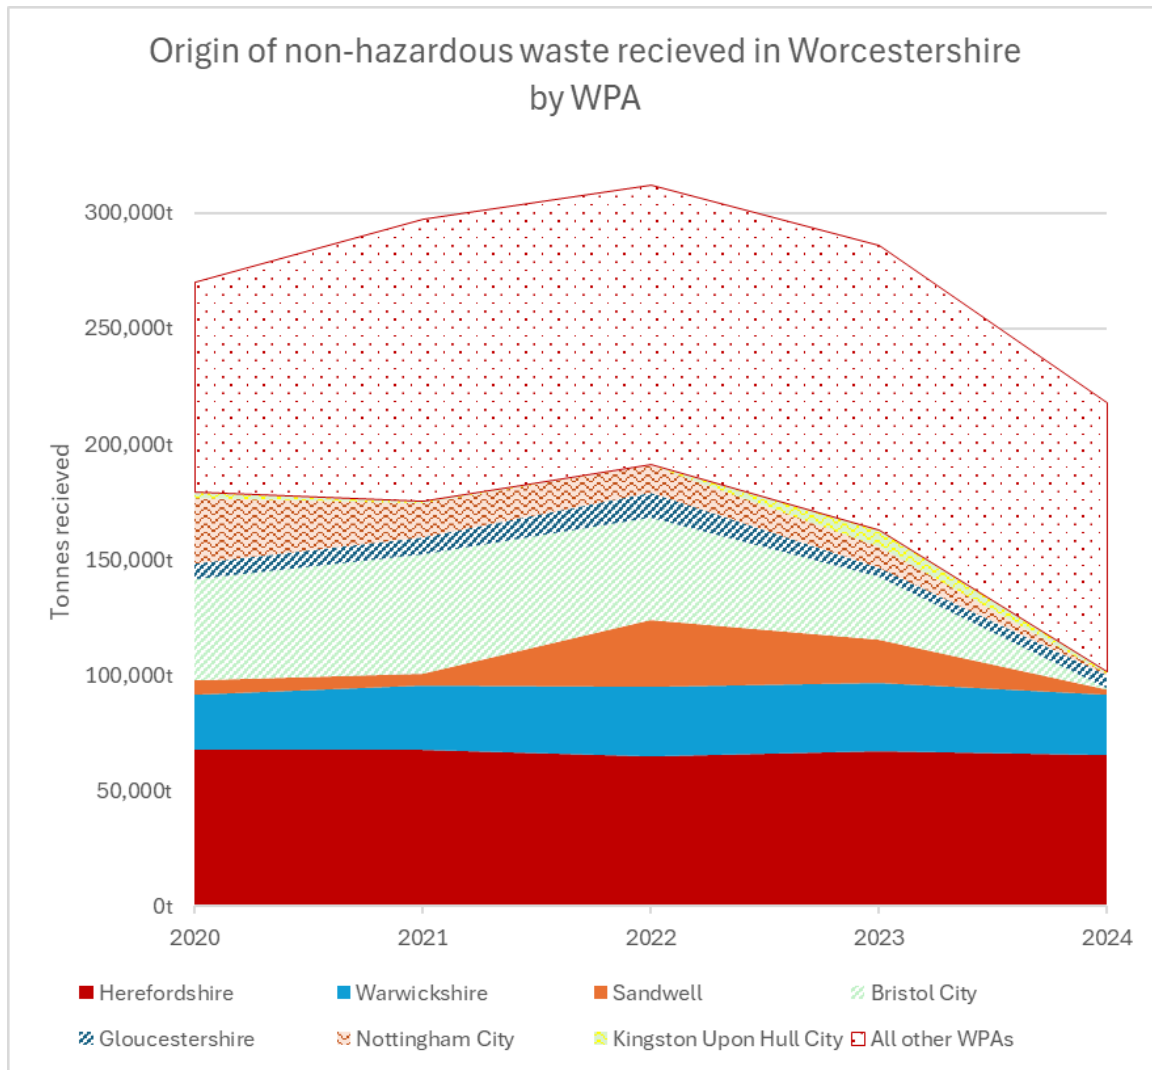 Origin of non-hazardous waste recieved in Worcestershire
by WPA
300,000t
250,000t
200,000t
150,000t
100,000t
50,000t
0t
Tonnes recieved
2020 2021 2022 2023 2024
Herefordshire Warwickshire Sandwell Bristol City
Gloucestershire Nottingham City Kingston Upon Hull City All other WPAs